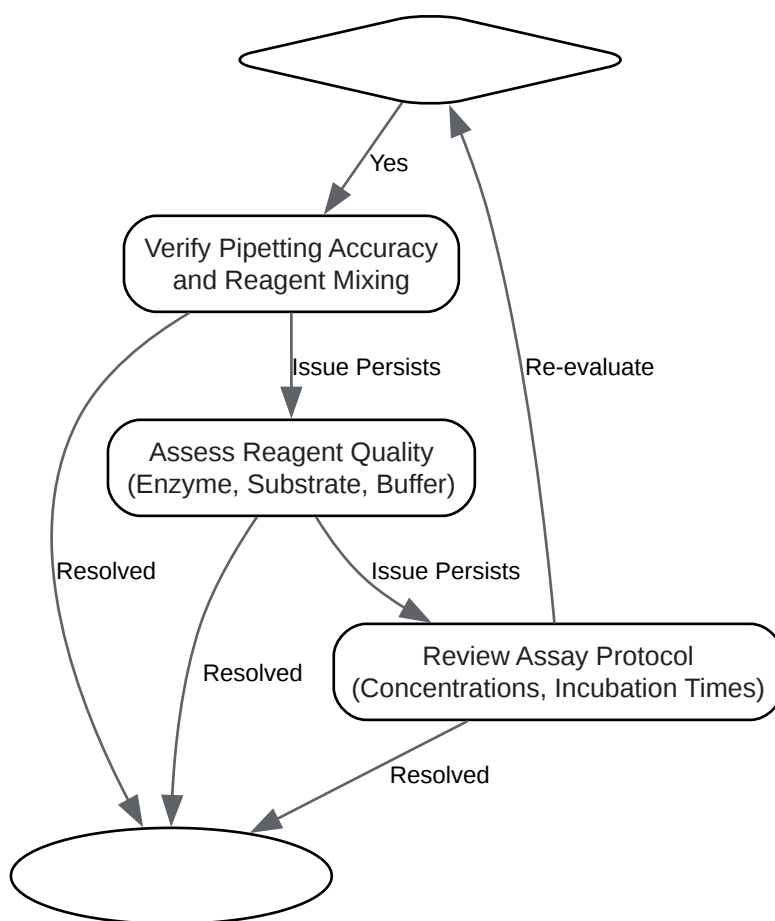 Yes
Verify Pipetting Accuracy
and Reagent Mixing
Issue Persists
Re-evaluate
Assess Reagent Quality
(Enzyme, Substrate, Buffer)
Resolved
Issue Persists
Review Assay Protocol
(Concentrations, Incubation Times)
Resolved
Resolved